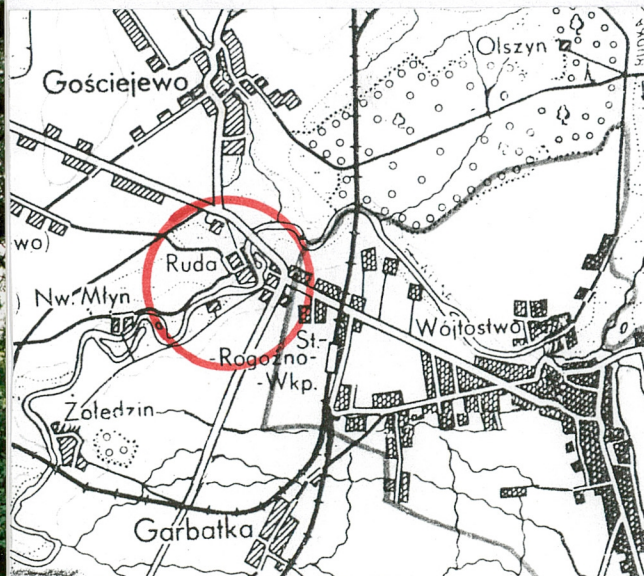 Olszyn
Gościejewo
wo)
Ruda
)
Nw. Młyn
Wójtostwo
St.-
-Rogoźno-
-Wkp.
Żołędzin
Garbatka